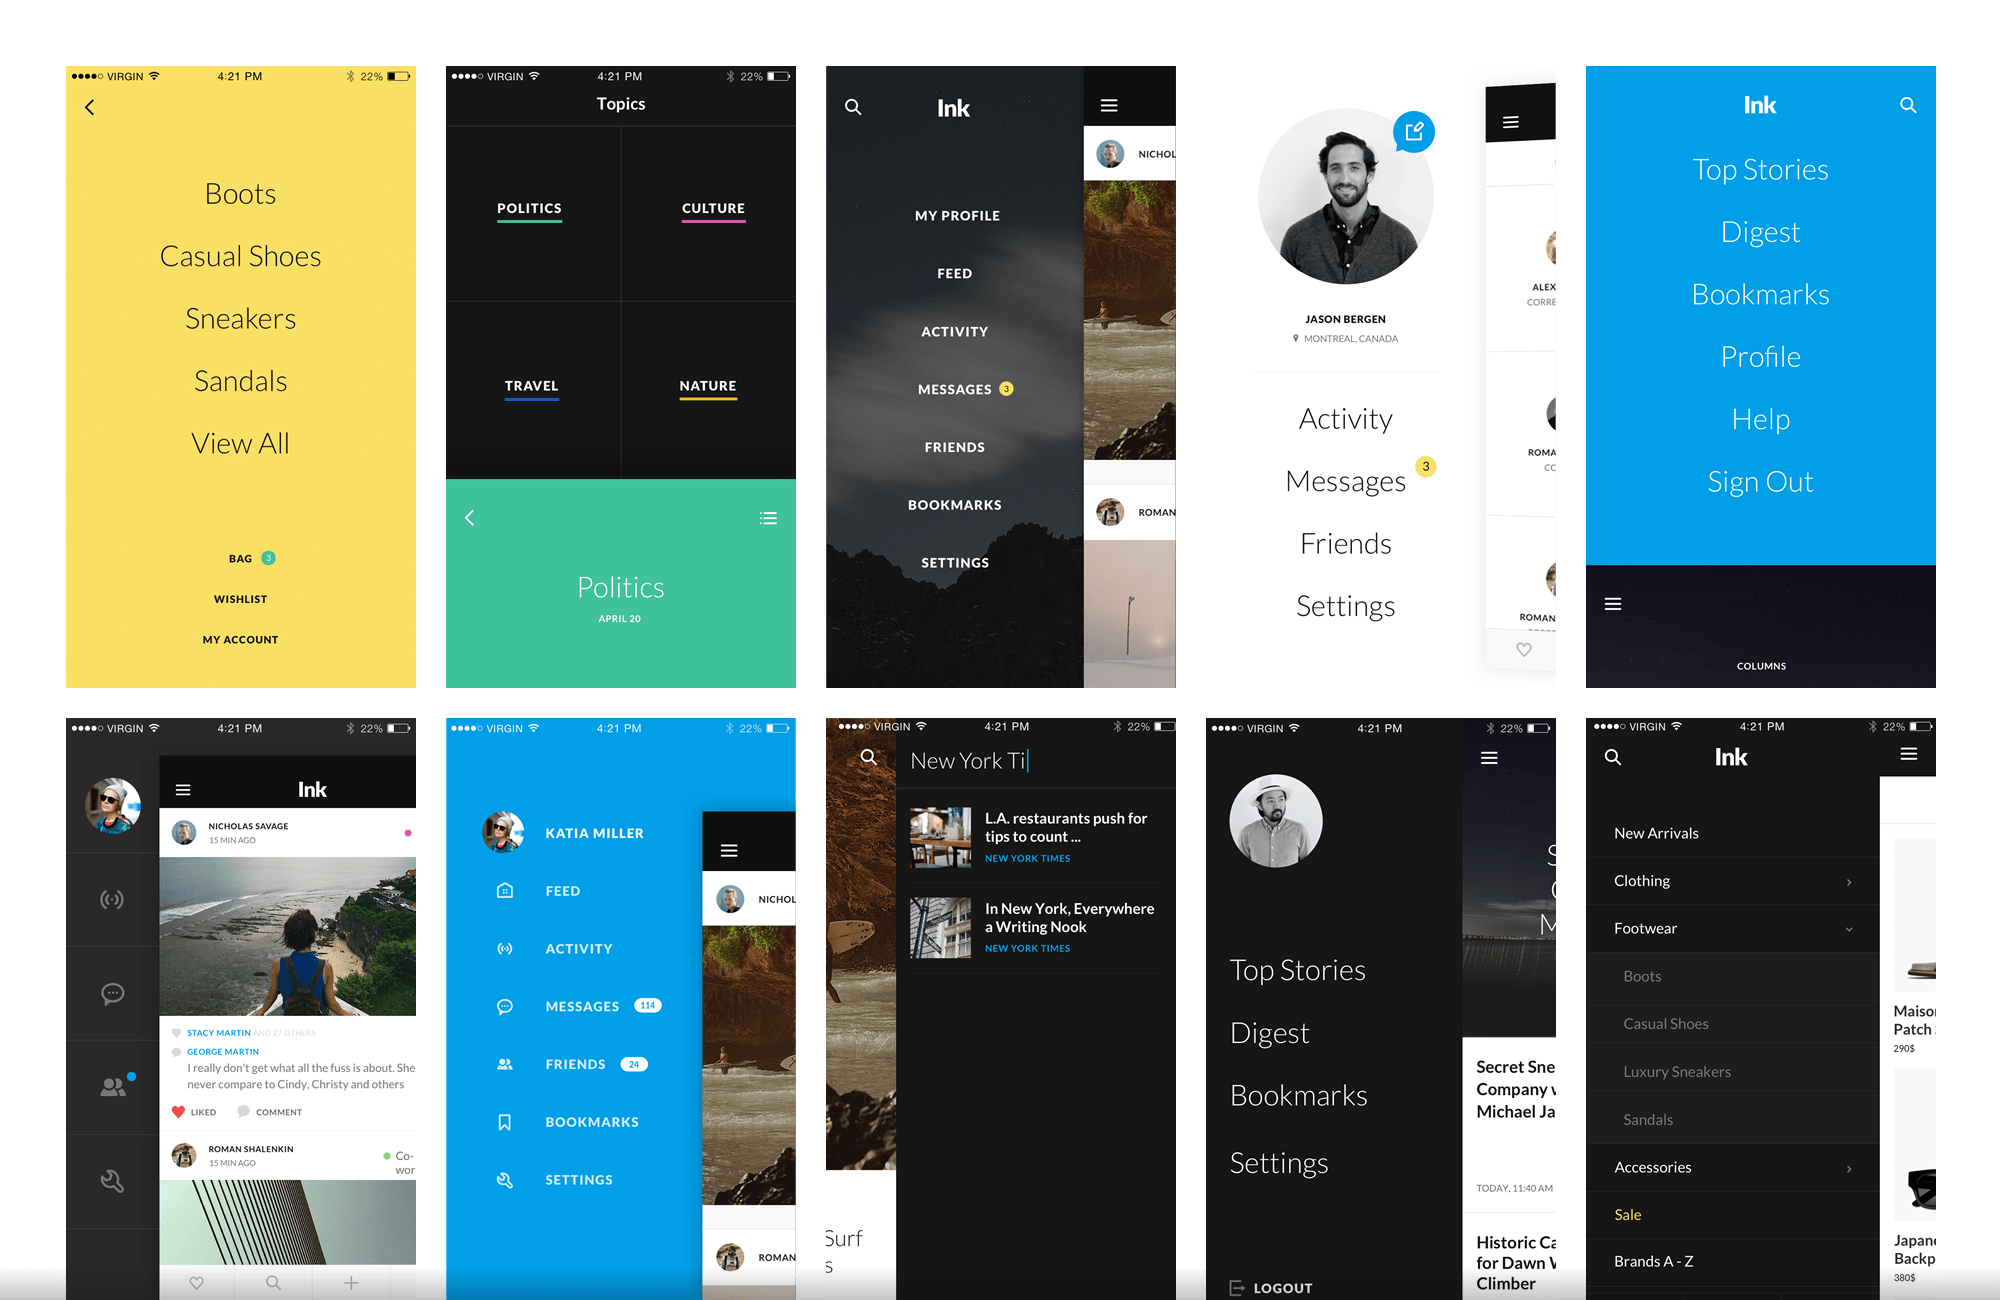 VIRGIN 4:21 PM 22%
Boots
Casual Shoes
Sneakers
Sandals
View All
BAG 3
WISHLIST
MY ACCOUNT
VIRGIN 4:21 PM 22%
Topics
POLITICS CULTURE
TRAVEL NATURE
Politics
APRIL 20
Ink
MY PROFILE
FEED
ACTIVITY
MESSAGES 3
FRIENDS
BOOKMARKS
SETTINGS
NICHOL
ROMAN
JASON BERGEN
MONTREAL, CANADA
Activity
Messages 3
Friends
Settings
ALEX
CORRE
ROMA
CO
ROMAN
Ink
Top Stories
Digest
Bookmarks
Profile
Help
Sign Out
COLUMNS
VIRGIN 4:21 PM 22%
Ink
NICHOLAS SAVAGE
15 MIN AGO
STACY MARTIN AND 27 OTHERS
GEORGE MARTIN
I really don't get what all the fuss is about. She
never compare to Cindy, Christy and others
LIKED COMMENT
ROMAN SHALENKIN
15 MIN AGO
Co-
wor
VIRGIN 4:21 PM 22%
KATIA MILLER
FEED
ACTIVITY
MESSAGES 114
FRIENDS 24
BOOKMARKS
SETTINGS
NICHOL
ROMAN
VIRGIN 4:21 PM 22%
New York Ti
L.A. restaurants push for
tips to count ...
NEW YORK TIMES
In New York, Everywhere
a Writing Nook
NEW YORK TIMES
Surf
s
VIRGIN 4:21 PM 22%
Top Stories
Digest
Bookmarks
Settings
LOGOUT
S
M
Secret Sne
Company w
Michael Ja
TODAY, 11:40 AM
Historic Ca
for Dawn W
Climber
VIRGIN 4:21 PM 22%
Ink
New Arrivals
Clothing
Footwear
Boots
Casual Shoes
Luxury Sneakers
Sandals
Accessories
Sale
Brands A - Z
Maison
Patch S
290$
Japane
Backp
380$